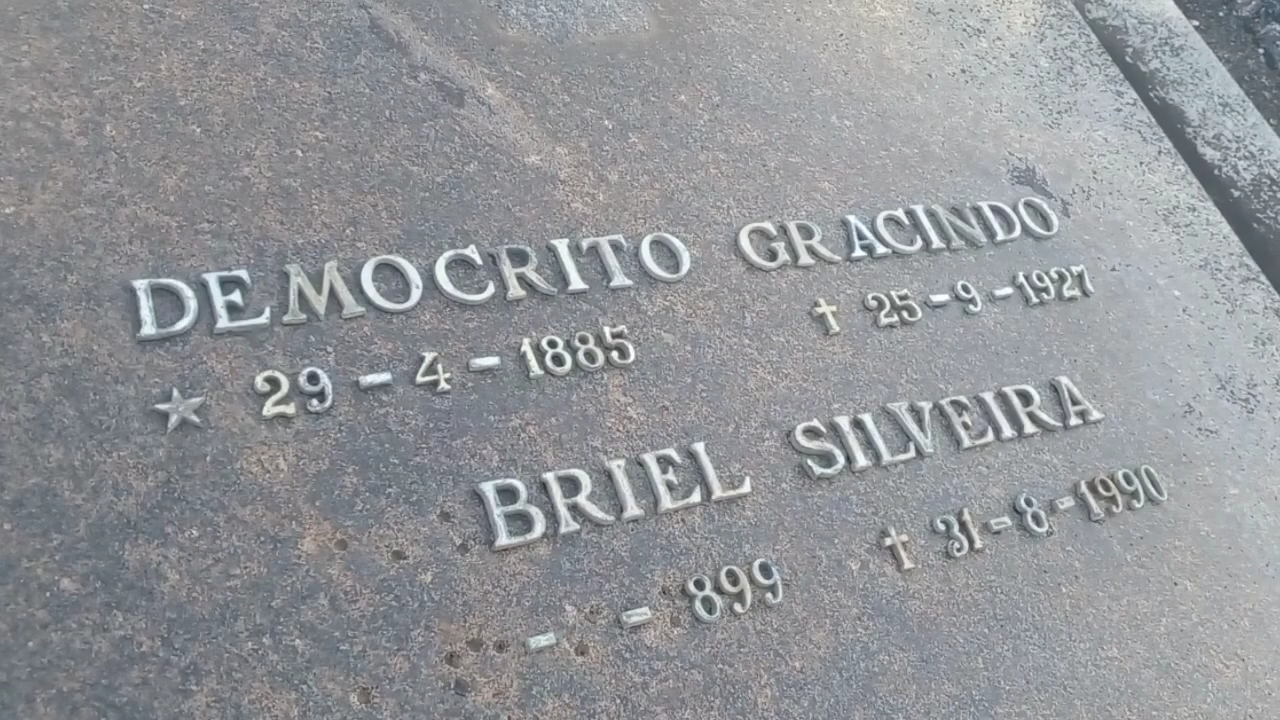 DEMOCRITO GRACINDO
★ 29-4-1885 ✝ 25-9-1927
BRIEL SILVEIRA
- - 899 ✝ 31-8-1990